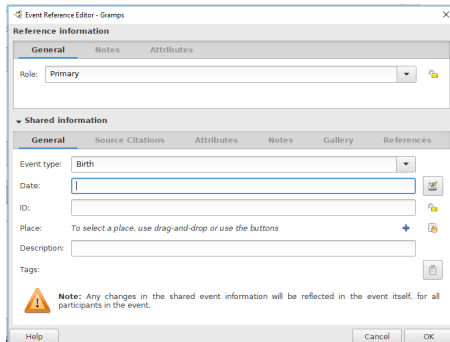 Event Reference Editor - Gramps
Reference information
General Notes Attributes
Role: Primary
Shared information
General Source Citations Attributes Notes Gallery References
Event type: Birth
Date:
ID:
Place: To select a place, use drag-and-drop or use the buttons
Description:
Tags:
Note: Any changes in the shared event information will be reflected in the event itself, for all
participants in the event.
Help Cancel OK